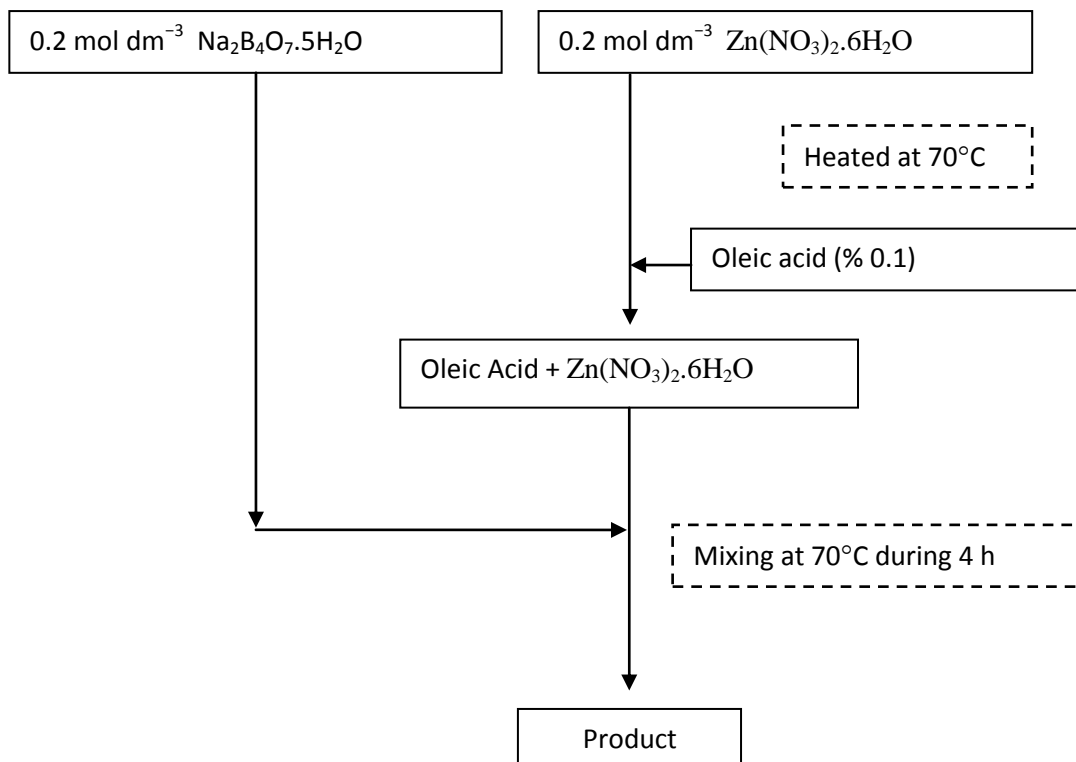 0.2 mol dm⁻³ Na₂B₄O₇.5H₂O
0.2 mol dm⁻³ Zn(NO₃)₂.6H₂O
Heated at 70°C
Oleic acid (% 0.1)
Oleic Acid + Zn(NO₃)₂.6H₂O
Mixing at 70°C during 4 h
Product